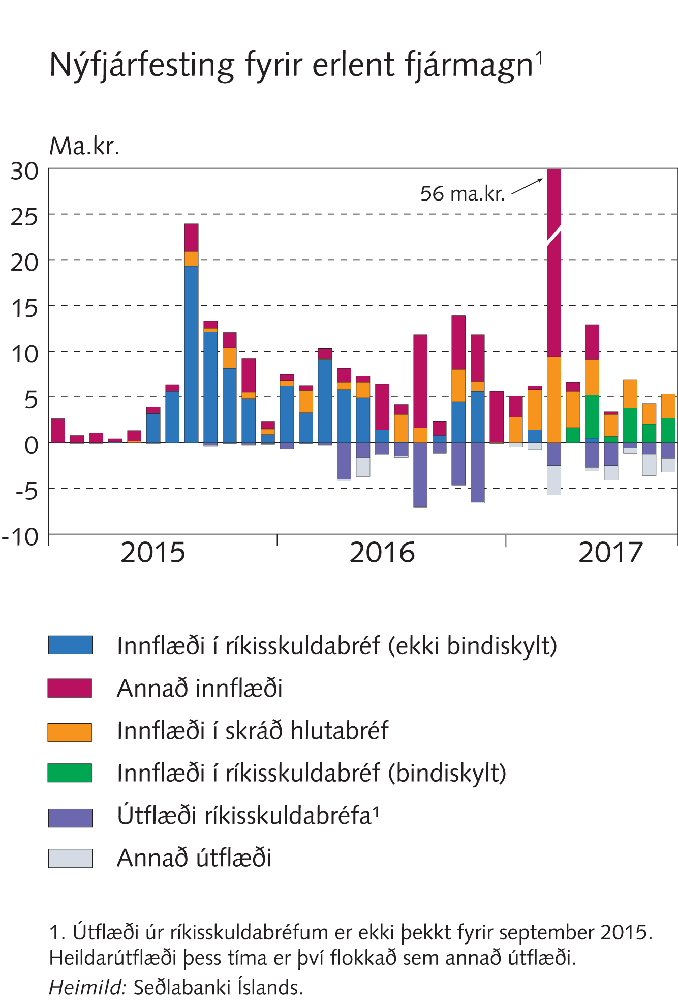 Nýfjárfesting fyrir erlent fjármagn¹
Ma.kr.
30
25
20
15
10
5
0
-5
-10
56 ma.kr.
2015 2016 2017
Innflæði í ríkisskuldabréf (ekki bindiskylt)
Annað innflæði
Innflæði í skráð hlutabréf
Innflæði í ríkisskuldabréf (bindiskylt)
Útflæði ríkisskuldabréfa¹
Annað útflæði
1. Útflæði úr ríkisskuldabréfum er ekki þekkt fyrir september 2015.
Heildarútflæði þess tíma er því flokkað sem annað útflæði.
Heimild: Seðlabanki Íslands.